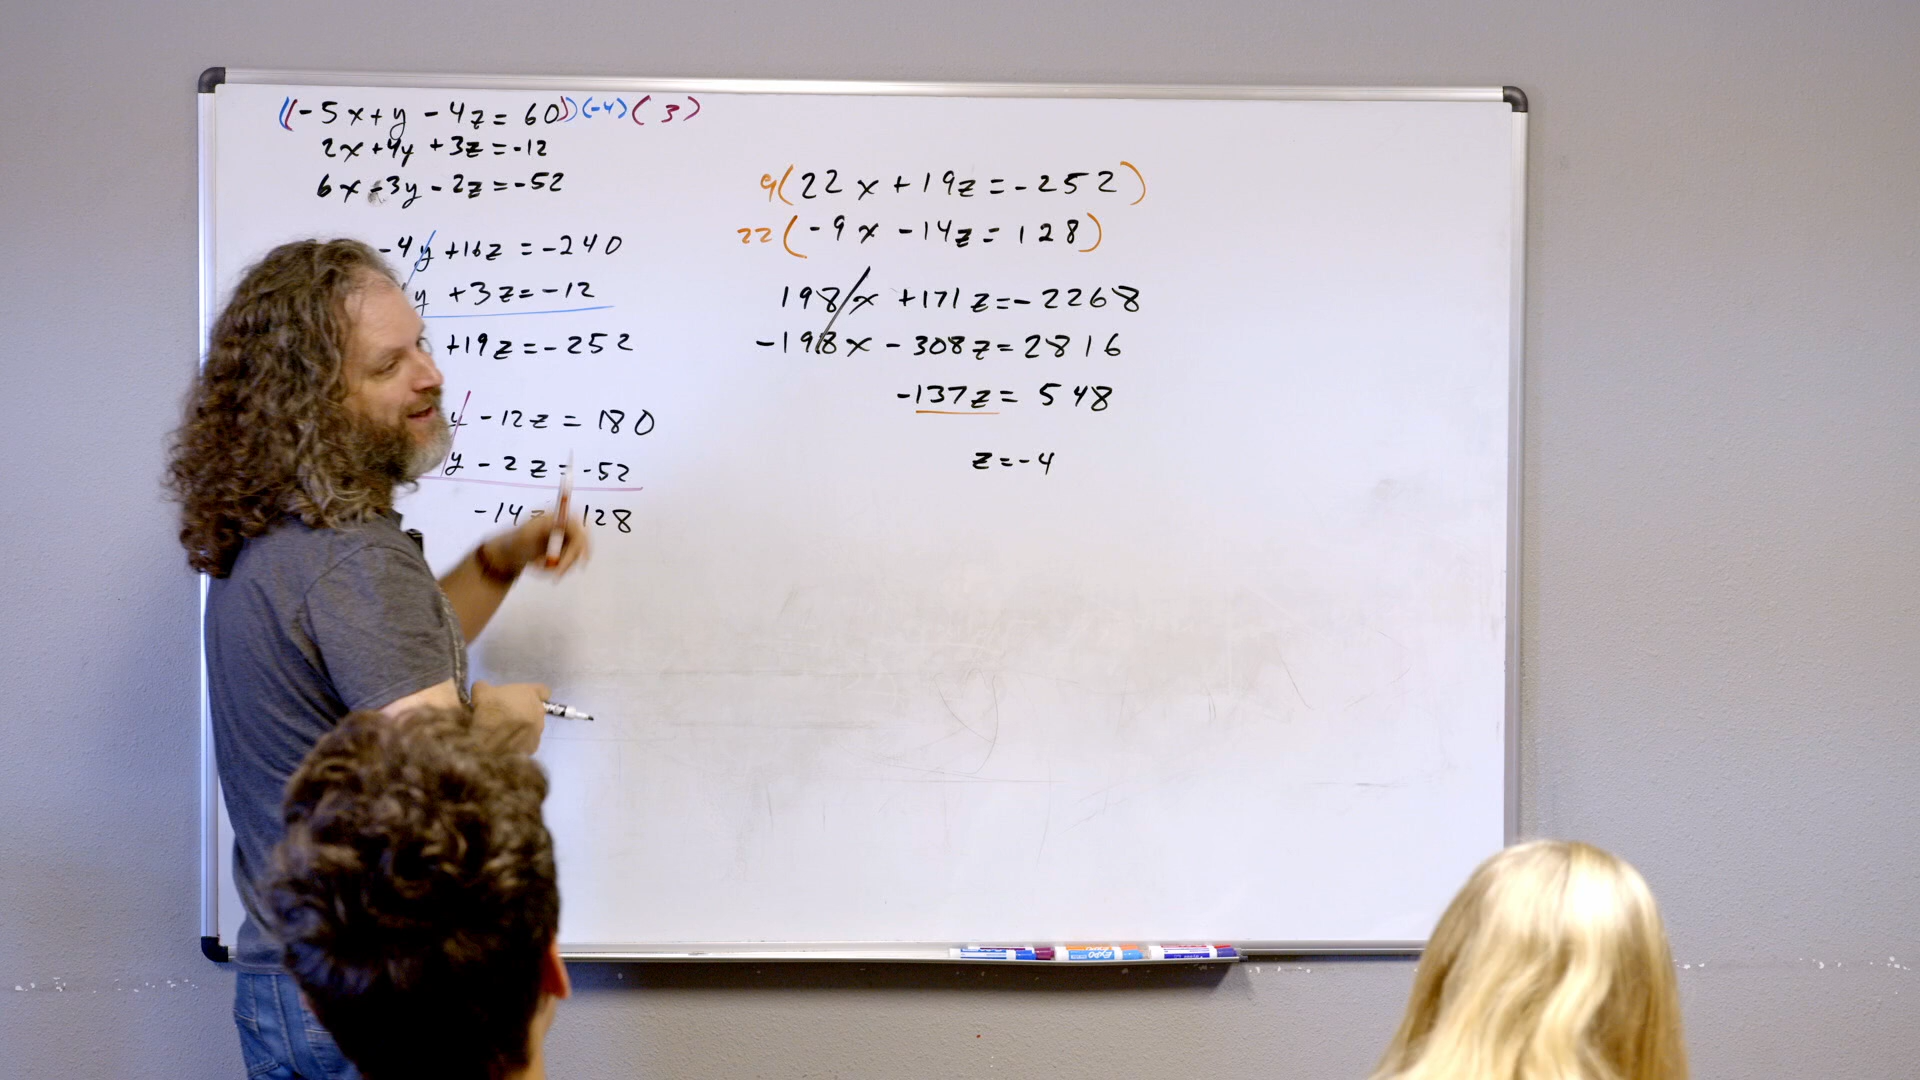 ((-5x+y-4z=60))(-4)(3)
2x+4y+3z=-12
6x-3y-2z=-52
-4y+16z=-240
y+3z=-12
+19z=-252
y-12z=180
y-2z=-52
-14z 128
9(22x+19z=-252)
22(-9x-14z=128)
198x+171z=-2268
-198x-308z=2816
-137z=548
z=-4